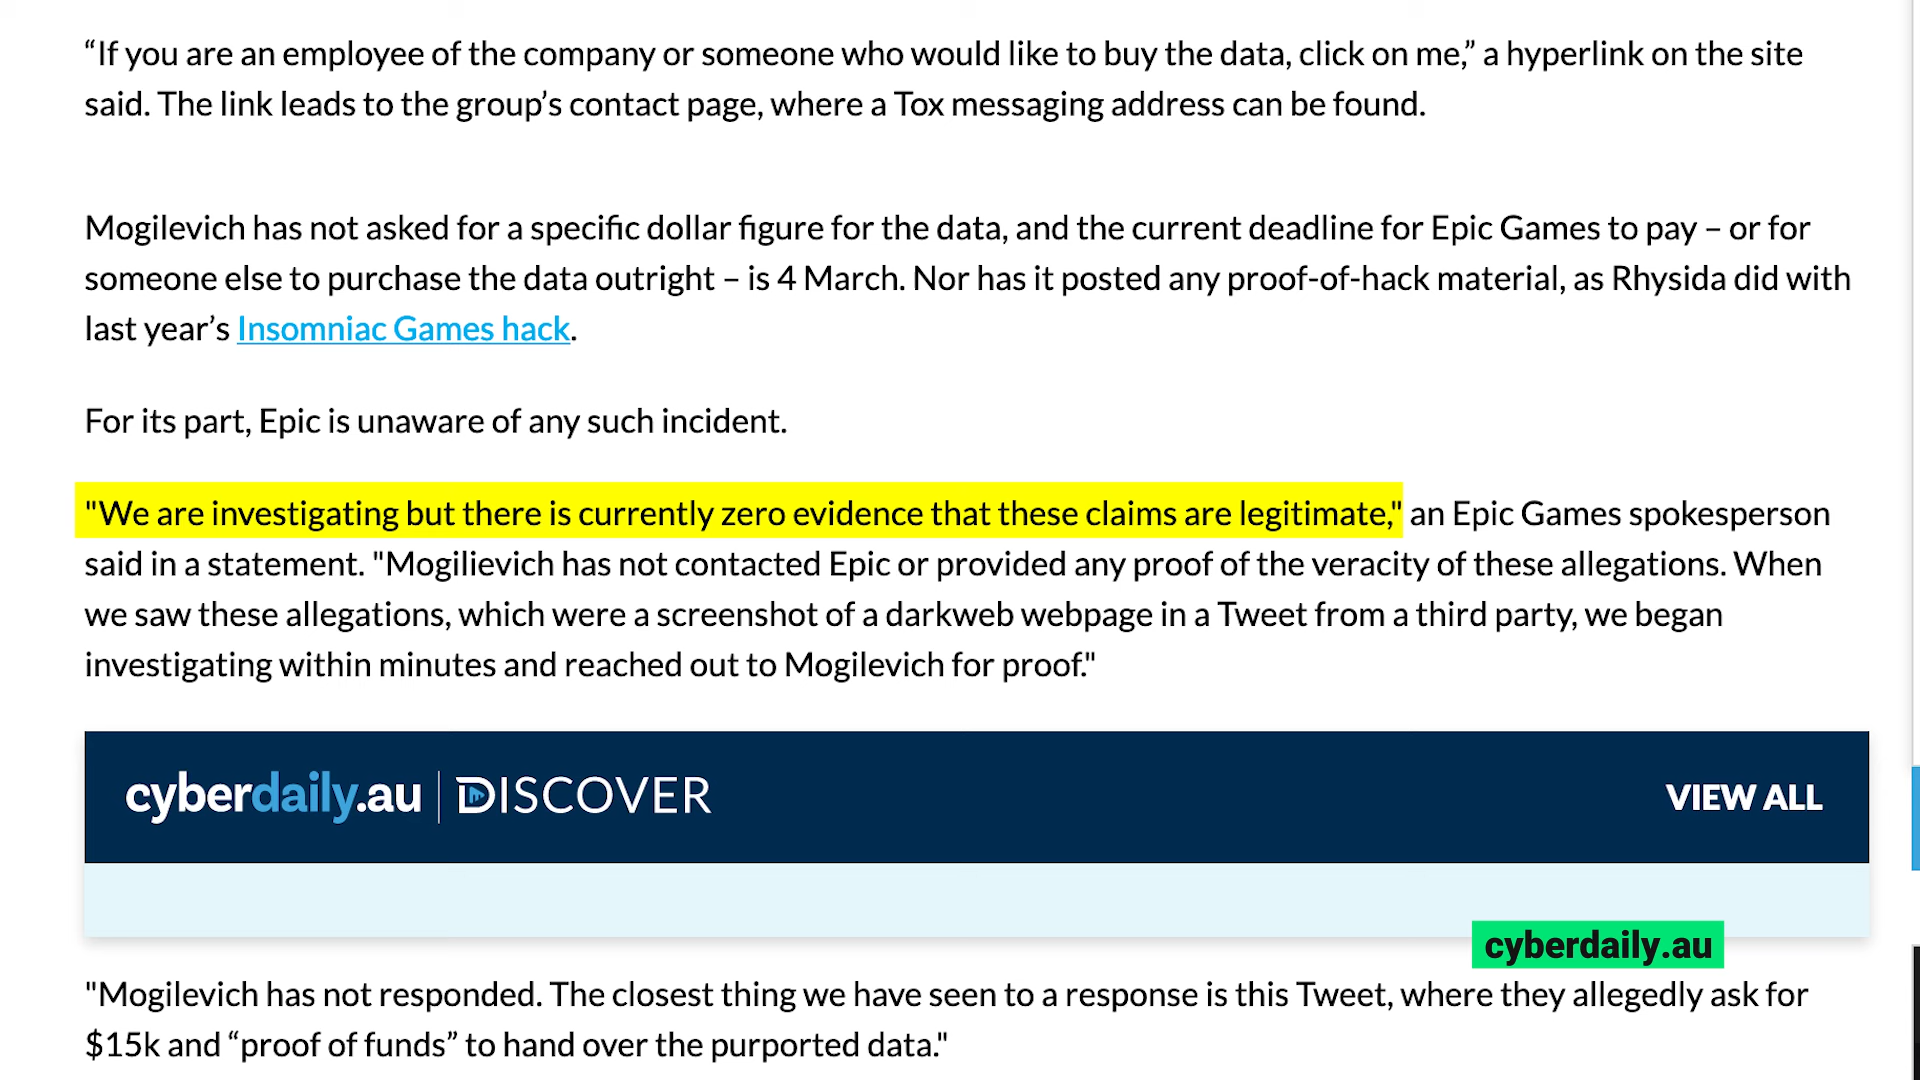 “If you are an employee of the company or someone who would like to buy the data, click on me,” a hyperlink on the site
said. The link leads to the group’s contact page, where a Tox messaging address can be found.
Mogilevich has not asked for a specific dollar figure for the data, and the current deadline for Epic Games to pay – or for
someone else to purchase the data outright – is 4 March. Nor has it posted any proof-of-hack material, as Rhysida did with
last year’s Insomniac Games hack.
For its part, Epic is unaware of any such incident.
"We are investigating but there is currently zero evidence that these claims are legitimate," an Epic Games spokesperson
said in a statement. "Mogilievich has not contacted Epic or provided any proof of the veracity of these allegations. When
we saw these allegations, which were a screenshot of a darkweb webpage in a Tweet from a third party, we began
investigating within minutes and reached out to Mogilevich for proof."
cyberdaily.au | DISCOVER
VIEW ALL
cyberdaily.au
"Mogilevich has not responded. The closest thing we have seen to a response is this Tweet, where they allegedly ask for
$15k and “proof of funds” to hand over the purported data."